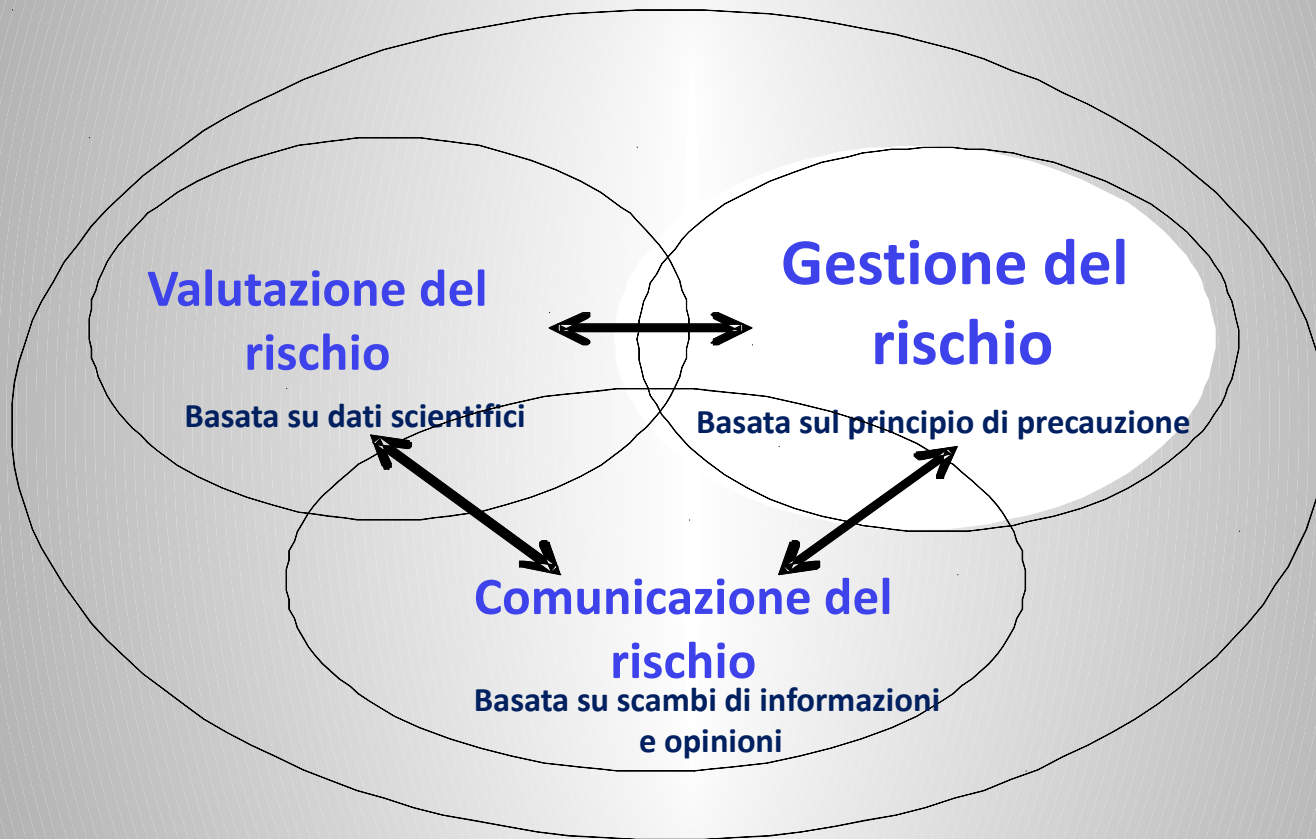 Valutazione del
rischio
Basata su dati scientifici
Gestione del
rischio
Basata sul principio di precauzione
Comunicazione del
rischio
Basata su scambi di informazioni
e opinioni